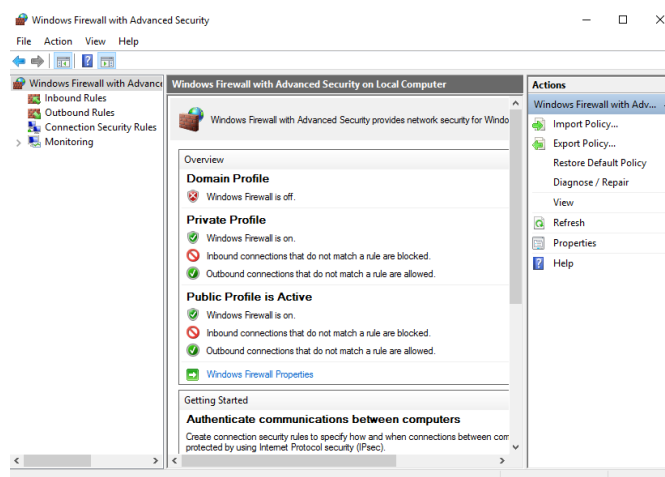 Windows Firewall with Advanced Security
File Action View Help
Windows Firewall with Advance
Inbound Rules
Outbound Rules
Connection Security Rules
Monitoring
Windows Firewall with Advanced Security on Local Computer
Windows Firewall with Advanced Security provides network security for Windo
Overview
Domain Profile
Windows Firewall is off.
Private Profile
Windows Firewall is on.
Inbound connections that do not match a rule are blocked.
Outbound connections that do not match a rule are allowed.
Public Profile is Active
Windows Firewall is on.
Inbound connections that do not match a rule are blocked.
Outbound connections that do not match a rule are allowed.
Windows Firewall Properties
Getting Started
Authenticate communications between computers
Create connection security rules to specify how and when connections between com
protected by using Internet Protocol security (IPsec).
Actions
Windows Firewall with Adv...
Import Policy...
Export Policy...
Restore Default Policy
Diagnose / Repair
View
Refresh
Properties
Help